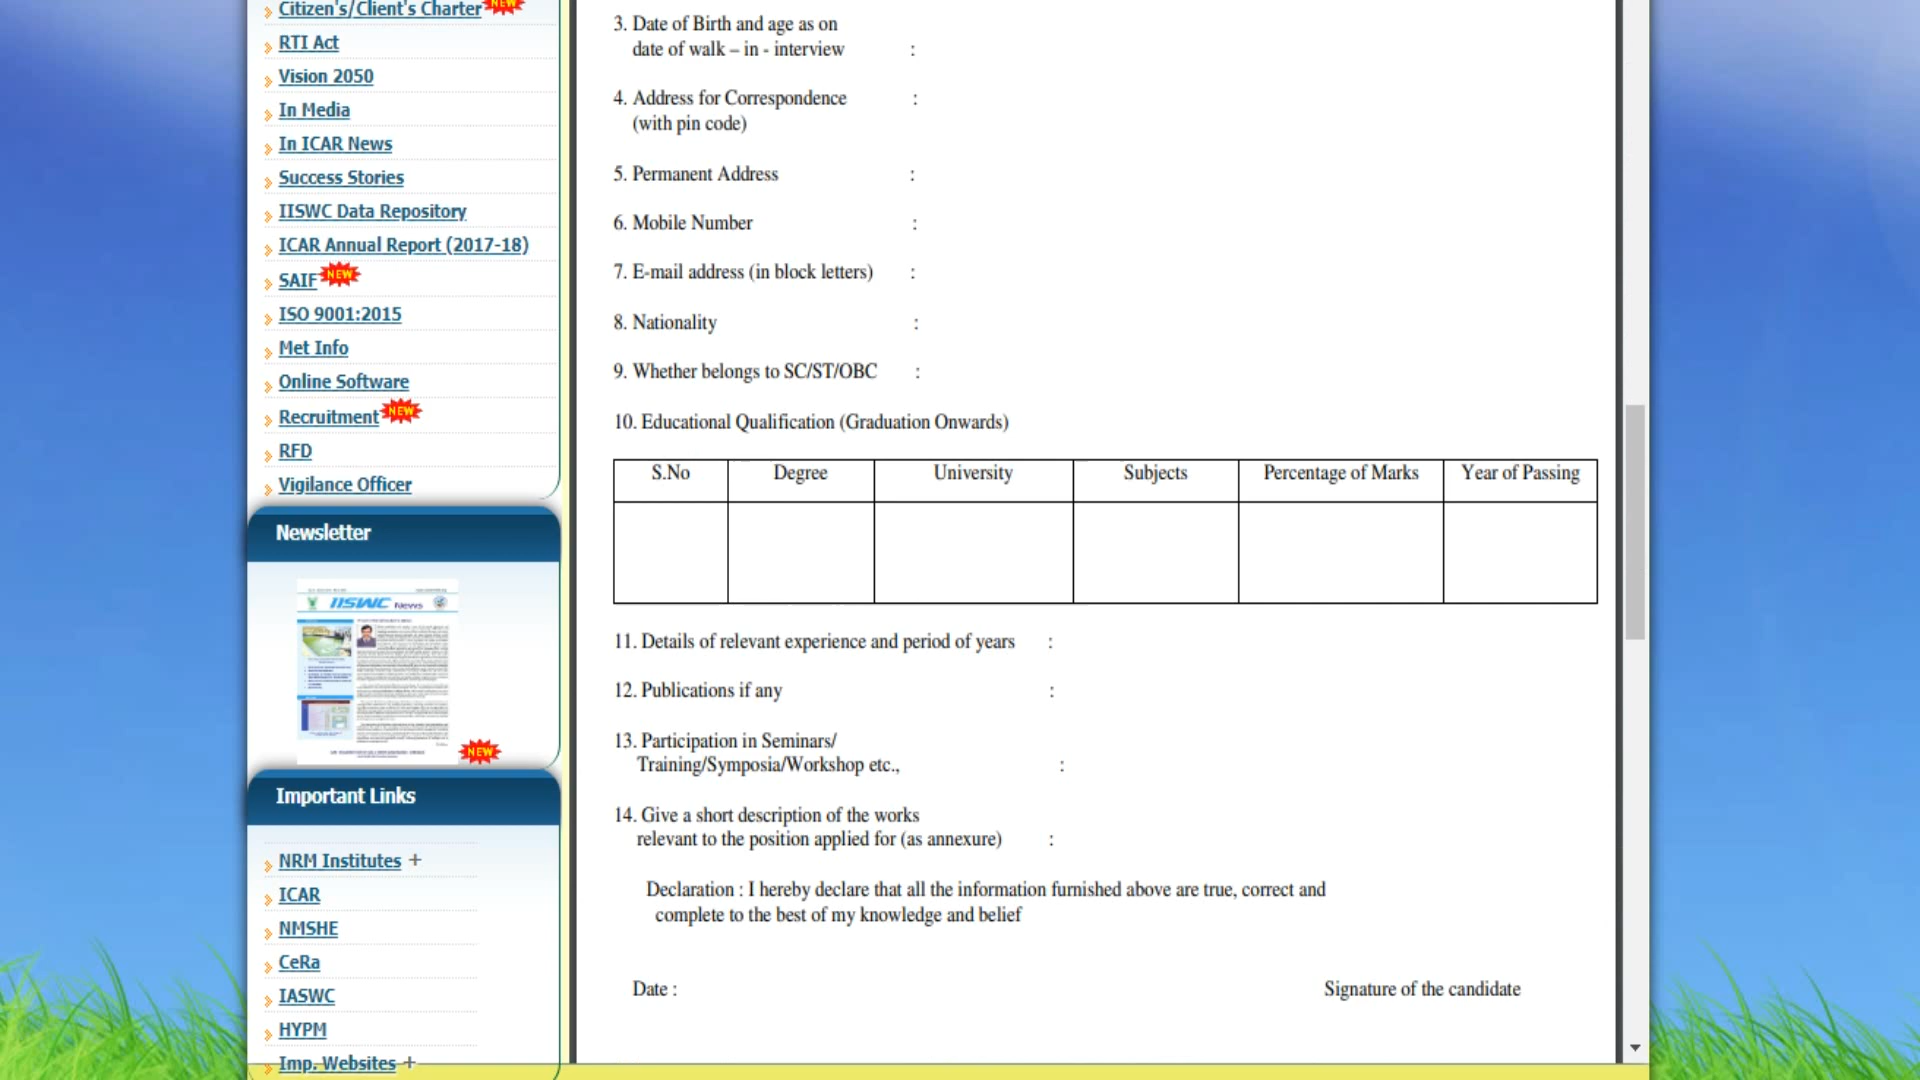 Citizen's/Client's Charter NEW
RTI Act
Vision 2050
In Media
In ICAR News
Success Stories
IISWC Data Repository
ICAR Annual Report (2017-18)
SAIF NEW
ISO 9001:2015
Met Info
Online Software
Recruitment NEW
RFD
Vigilance Officer
Newsletter
IISWC News
NEW
Important Links
NRM Institutes +
ICAR
NMSHE
CeRa
IASWC
HYPM
Imp. Websites +
3. Date of Birth and age as on
date of walk – in - interview :
4. Address for Correspondence :
(with pin code)
5. Permanent Address :
6. Mobile Number :
7. E-mail address (in block letters) :
8. Nationality :
9. Whether belongs to SC/ST/OBC :
10. Educational Qualification (Graduation Onwards)
S.No Degree University Subjects Percentage of Marks Year of Passing
11. Details of relevant experience and period of years :
12. Publications if any :
13. Participation in Seminars/
Training/Symposia/Workshop etc., :
14. Give a short description of the works
relevant to the position applied for (as annexure) :
Declaration : I hereby declare that all the information furnished above are true, correct and
complete to the best of my knowledge and belief
Date : Signature of the candidate